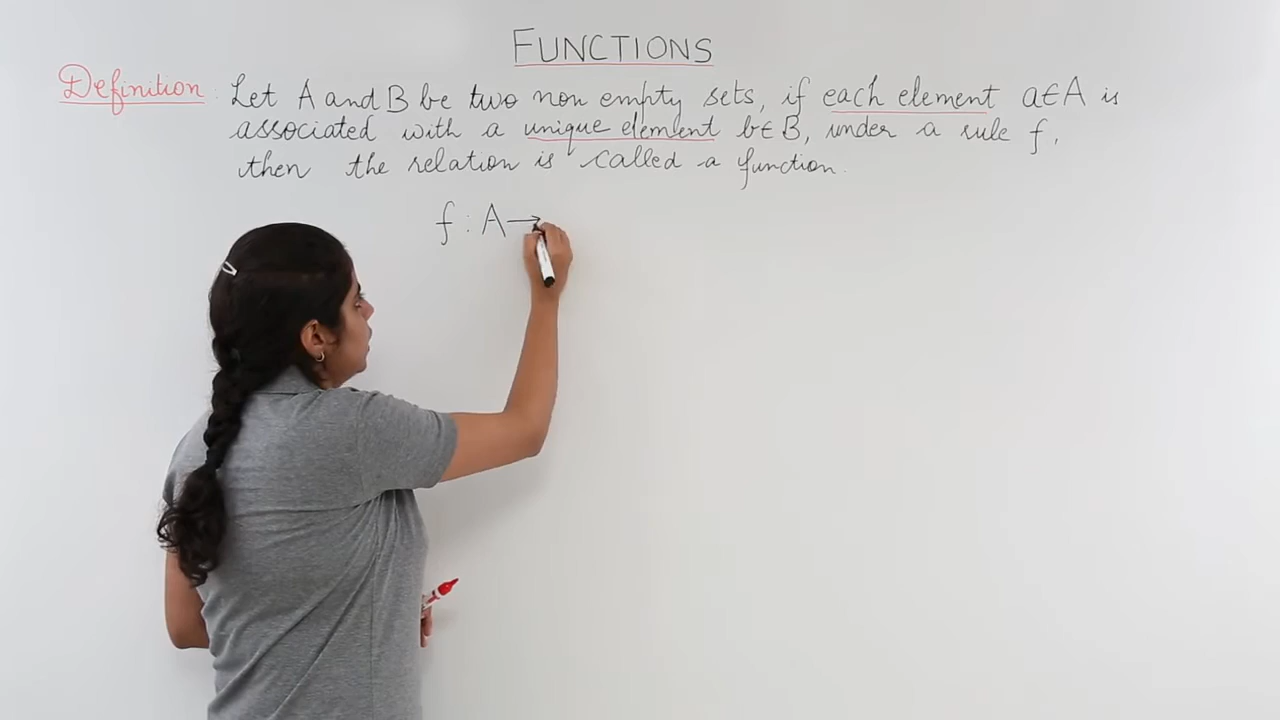 FUNCTIONS
Definition: Let A and B be two non empty sets, if each element a∈A is
associated with a unique element b∈B, under a rule f,
then the relation is called a function.
f : A→